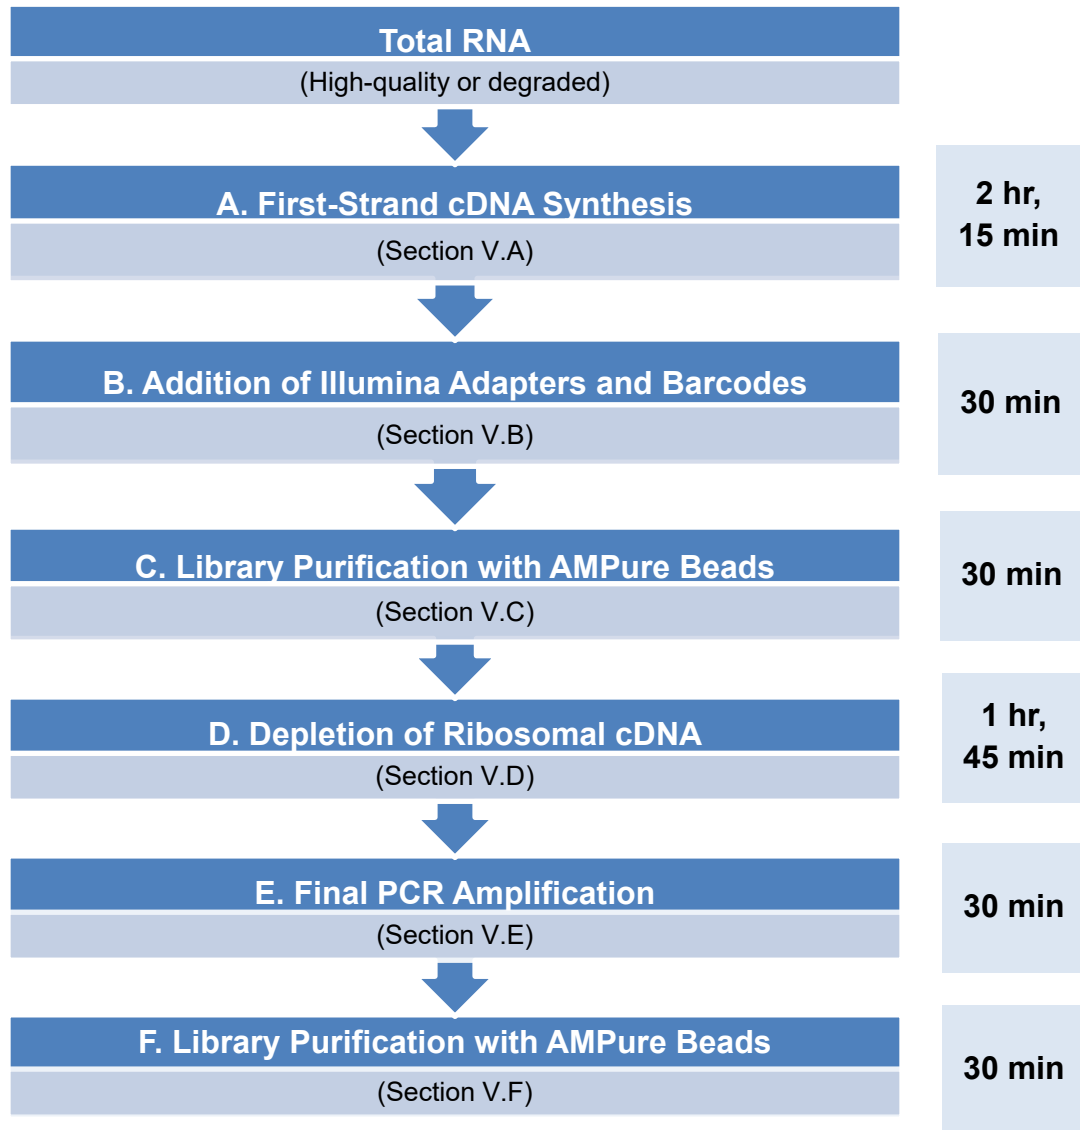 Total RNA
(High-quality or degraded)
A. First-Strand cDNA Synthesis
(Section V.A)
2 hr,
15 min
B. Addition of Illumina Adapters and Barcodes
(Section V.B)
30 min
C. Library Purification with AMPure Beads
(Section V.C)
30 min
D. Depletion of Ribosomal cDNA
(Section V.D)
1 hr,
45 min
E. Final PCR Amplification
(Section V.E)
30 min
F. Library Purification with AMPure Beads
(Section V.F)
30 min